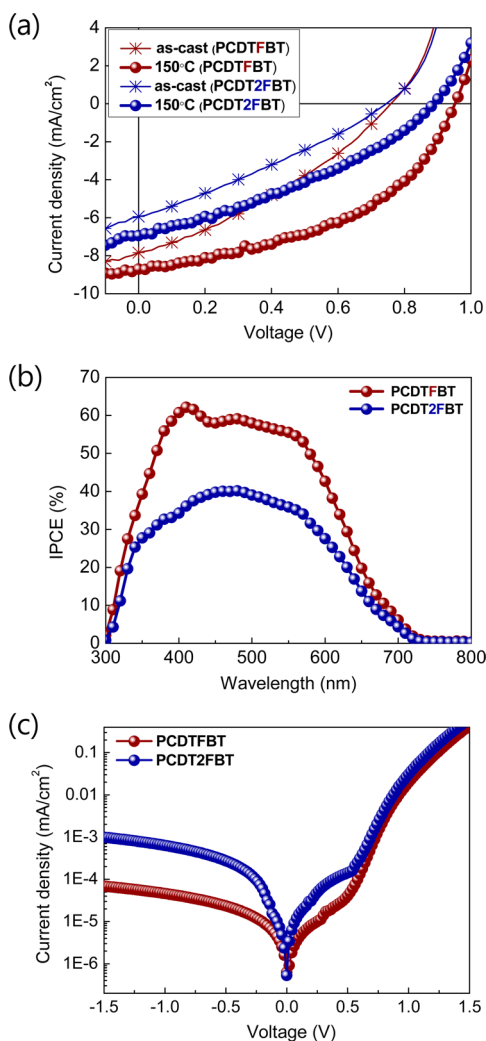 (a)
as-cast (PCDTFBT)
150°C (PCDTFBT)
as-cast (PCDT2FBT)
150°C (PCDT2FBT)
4
2
0
-2
-4
-6
-8
-10
Current density (mA/cm²)
0.0 0.2 0.4 0.6 0.8 1.0
Voltage (V)
(b)
PCDTFBT
PCDT2FBT
70
60
50
40
30
20
10
0
IPCE (%)
300 400 500 600 700 800
Wavelength (nm)
(c)
PCDTFBT
PCDT2FBT
0.1
0.01
1E-3
1E-4
1E-5
1E-6
Current density (mA/cm²)
-1.5 -1.0 -0.5 0.0 0.5 1.0 1.5
Voltage (V)